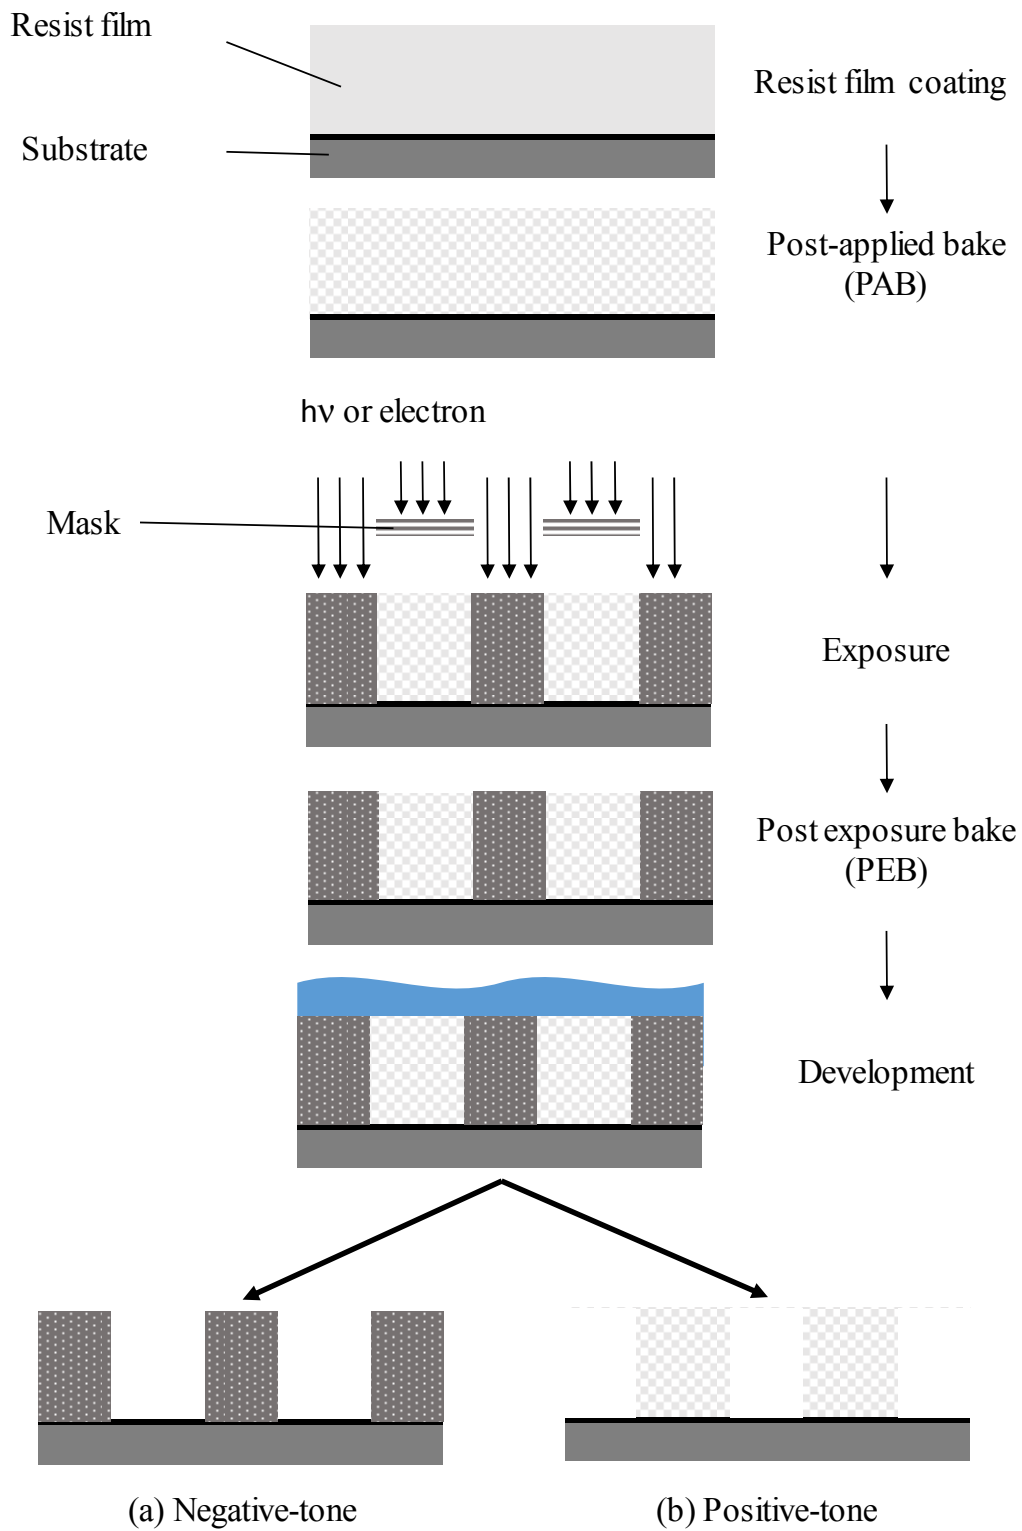 Resist film
Resist film coating
Substrate
Post-applied bake
(PAB)
hν or electron
Mask
Exposure
Post exposure bake
(PEB)
Development
(a) Negative-tone
(b) Positive-tone